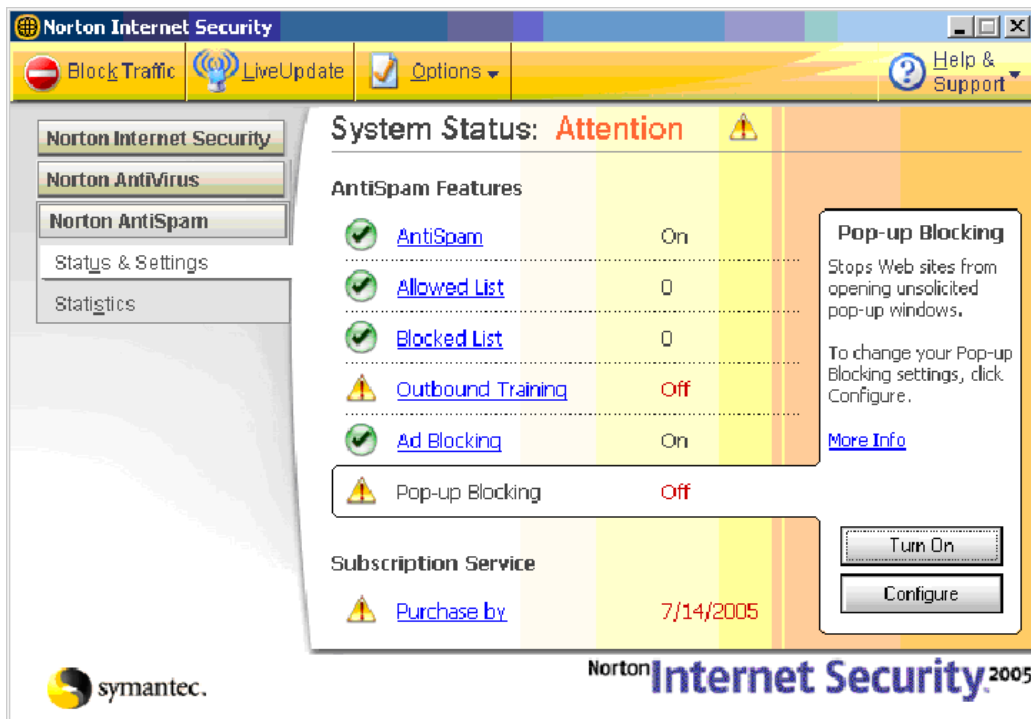 Norton Internet Security
Block Traffic
LiveUpdate
Options
Help &
Support
Norton Internet Security
Norton AntiVirus
Norton AntiSpam
Status & Settings
Statistics
System Status: Attention
AntiSpam Features
AntiSpam On
Allowed List 0
Blocked List 0
Outbound Training Off
Ad Blocking On
Pop-up Blocking Off
Subscription Service
Purchase by 7/14/2005
Pop-up Blocking
Stops Web sites from
opening unsolicited
pop-up windows.
To change your Pop-up
Blocking settings, click
Configure.
More Info
Turn On
Configure
symantec.
Norton Internet Security 2005